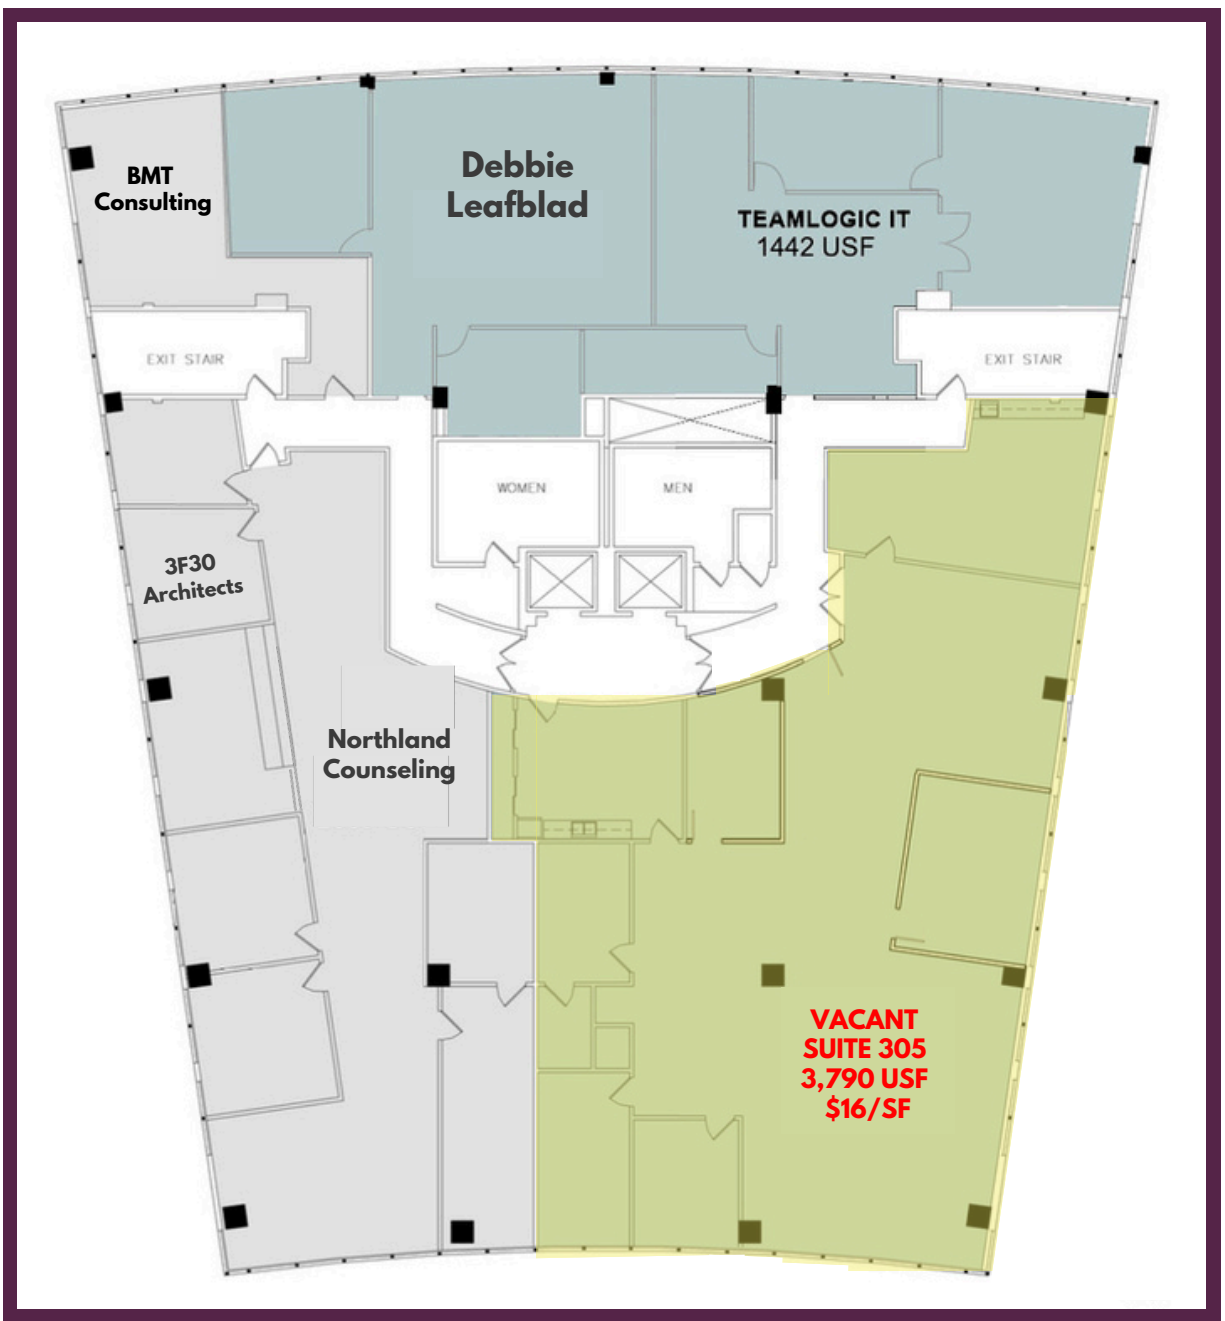 BMT
Consulting
Debbie
Leafblad
TEAMLOGIC IT
1442 USF
EXIT STAIR
EXIT STAIR
WOMEN
MEN
3F30
Architects
Northland
Counseling
VACANT
SUITE 305
3,790 USF
$16/SF